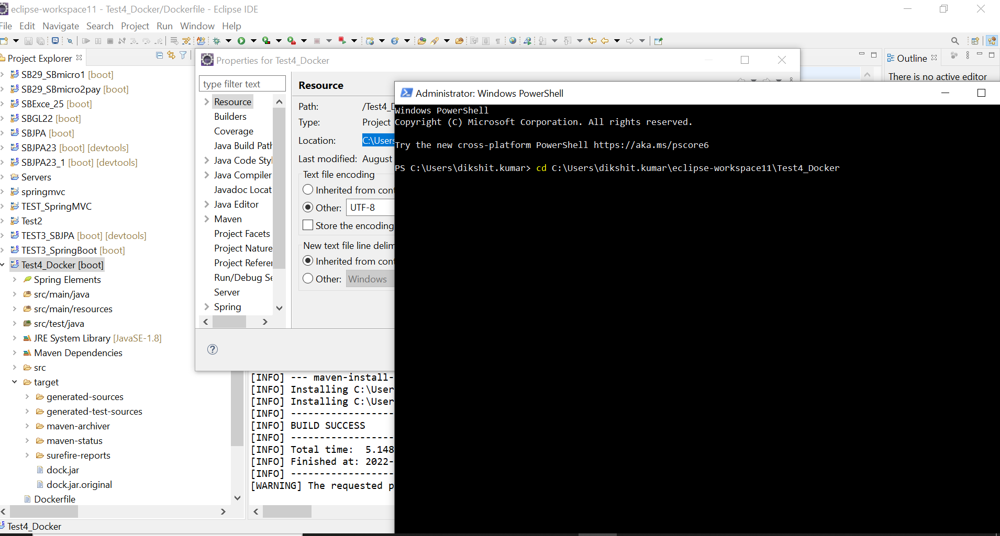 eclipse-workspace11 - Test4_Docker/Dockerfile - Eclipse IDE
File Edit Navigate Search Project Run Window Help
Project Explorer
SB29_SBmicro1 [boot]
SB29_SBmicro2pay [boot]
SBExce_25 [boot]
SBGL22 [boot]
SBJPA [boot]
SBJPA23 [boot] [devtools]
SBJPA23_1 [boot] [devtools]
Servers
springmvc
TEST_SpringMVC
Test2
TEST3_SBJPA [boot] [devtools]
TEST3_SpringBoot [boot]
Test4_Docker [boot]
Spring Elements
src/main/java
src/main/resources
src/test/java
JRE System Library [JavaSE-1.8]
Maven Dependencies
src
target
generated-sources
generated-test-sources
maven-archiver
maven-status
surefire-reports
dock.jar
dock.jar.original
Dockerfile
Test4_Docker
Properties for Test4_Docker
type filter text
Resource
Builders
Coverage
Java Build Path
Java Code Styl
Java Compiler
Javadoc Locat
Java Editor
Maven
Project Facets
Project Nature
Project Refere
Run/Debug Se
Server
Spring
Resource
Path: /Test4_D
Type: Project
Location: C:\Users
Last modified: August
Text file encoding
Inherited from cont
Other: UTF-8
Store the encoding
New text file line delim
Inherited from cont
Other: Windows
[INFO] --- maven-install-
[INFO] Installing C:\User
[INFO] Installing C:\User
[INFO] ------------------
[INFO] BUILD SUCCESS
[INFO] ------------------
[INFO] Total time:  5.148
[INFO] Finished at: 2022-
[INFO] ------------------
[WARNING] The requested p
Outline
There is no active editor
Administrator: Windows PowerShell
Windows PowerShell
Copyright (C) Microsoft Corporation. All rights reserved.
Try the new cross-platform PowerShell https://aka.ms/pscore6
PS C:\Users\dikshit.kumar> cd C:\Users\dikshit.kumar\eclipse-workspace11\Test4_Docker